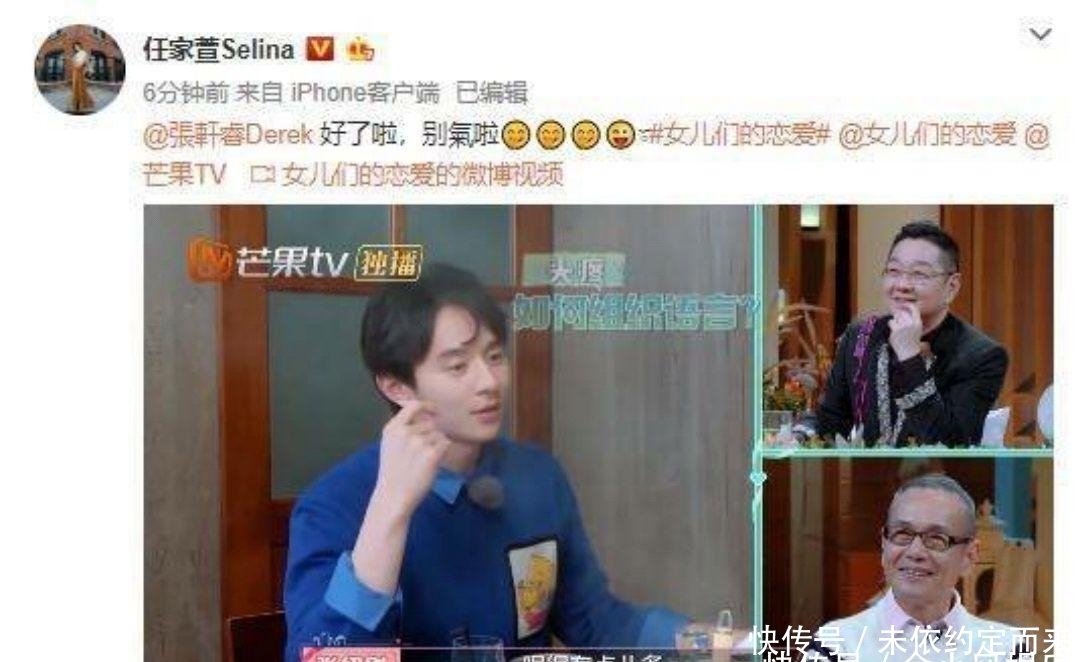 任家萱Selina
6分钟前 来自 iPhone客户端 已编辑
@張軒睿Derek 好了啦，别氣啦 #女儿们的恋爱# @女儿们的恋爱 @
芒果TV 女儿们的恋爱的微博视频
芒果tv 独播
头疼
如何组织语言?
快传号 / 未依约定而来